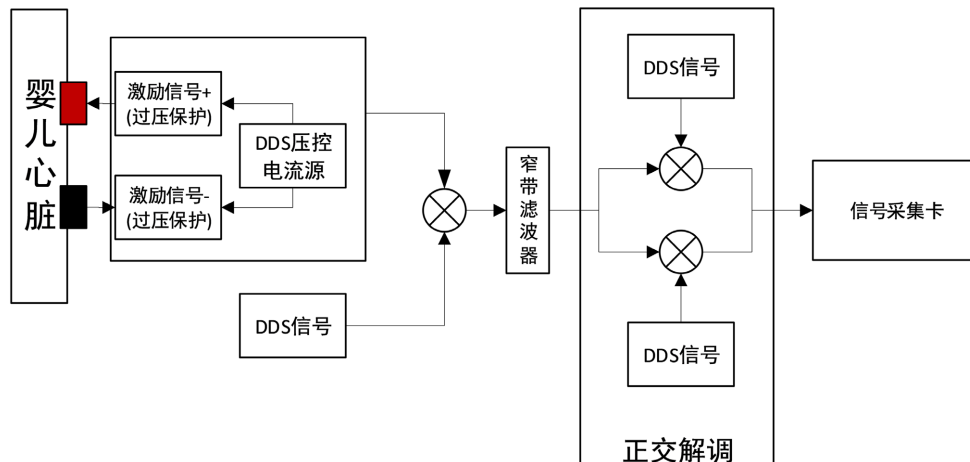 婴儿心脏
激励信号+
(过压保护)
DDS压控
电流源
激励信号-
(过压保护)
DDS信号
窄带滤波器
DDS信号
DDS信号
正交解调
信号采集卡